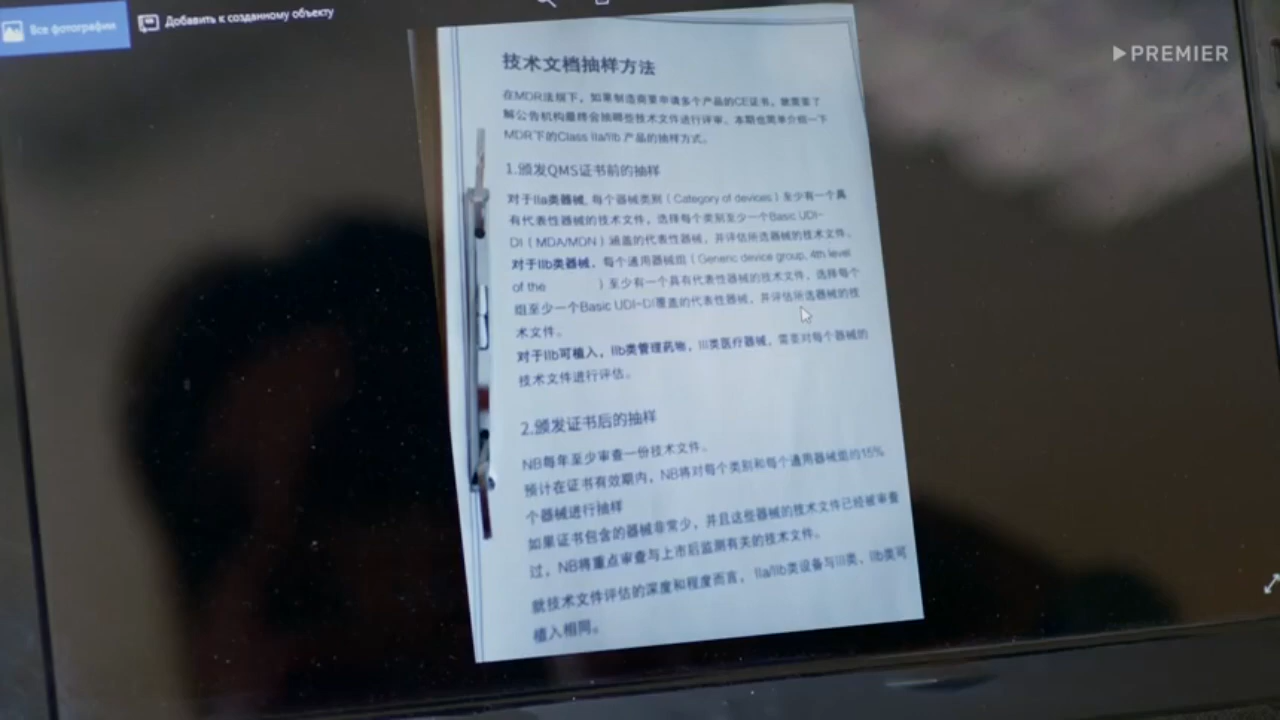 Все фотографии
Добавить к созданному объекту
PREMIER
技术文档抽样方法
在MDR法规下，如果制造商要申请多个产品的CE证书，就需要了
解公告机构最终会抽哪些技术文件进行评审，本期也简单介绍一下
MDR下的Class IIa/IIb 产品的抽样方式。
1.颁发QMS证书前的抽样
对于IIa类器械，每个器械类别（Category of devices）至少有一个具
有代表性器械的技术文件，选择每个类别至少一个Basic UDI-
DI（MDA/MDN）涵盖的代表性器械，并评估所选器械的技术文件。
对于IIb类器械，每个通用器械组（Generic device group, 4th level
of the ）至少有一个具有代表性器械的技术文件，选择每个
组至少一个Basic UDI-DI覆盖的代表性器械，并评估所选器械的技
术文件。
对于IIb可植入，IIb类管理药物，III类医疗器械，需要对每个器械的
技术文件进行评估。
2.颁发证书后的抽样
NB每年至少审查一份技术文件。
预计在证书有效期内，NB将对每个类别和每个通用器械组的15%
个器械进行抽样
如果证书包含的器械非常少，并且这些器械的技术文件已经被审查
过，NB将重点审查与上市后监测有关的技术文件。
就技术文件评估的深度和程度而言， IIa/IIb类设备与III类、IIb类可
植入相同。